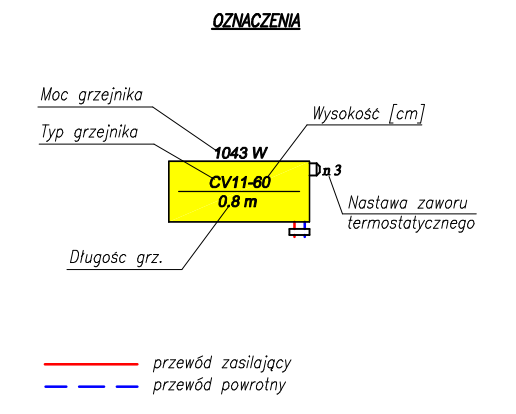 OZNACZENIA
Moc grzejnika
Wysokość [cm]
Typ grzejnika
1043 W
n 3
CV11-60
0,8 m
Nastawa zaworu
termostatycznego
Długośc grz.
przewód zasilający
przewód powrotny